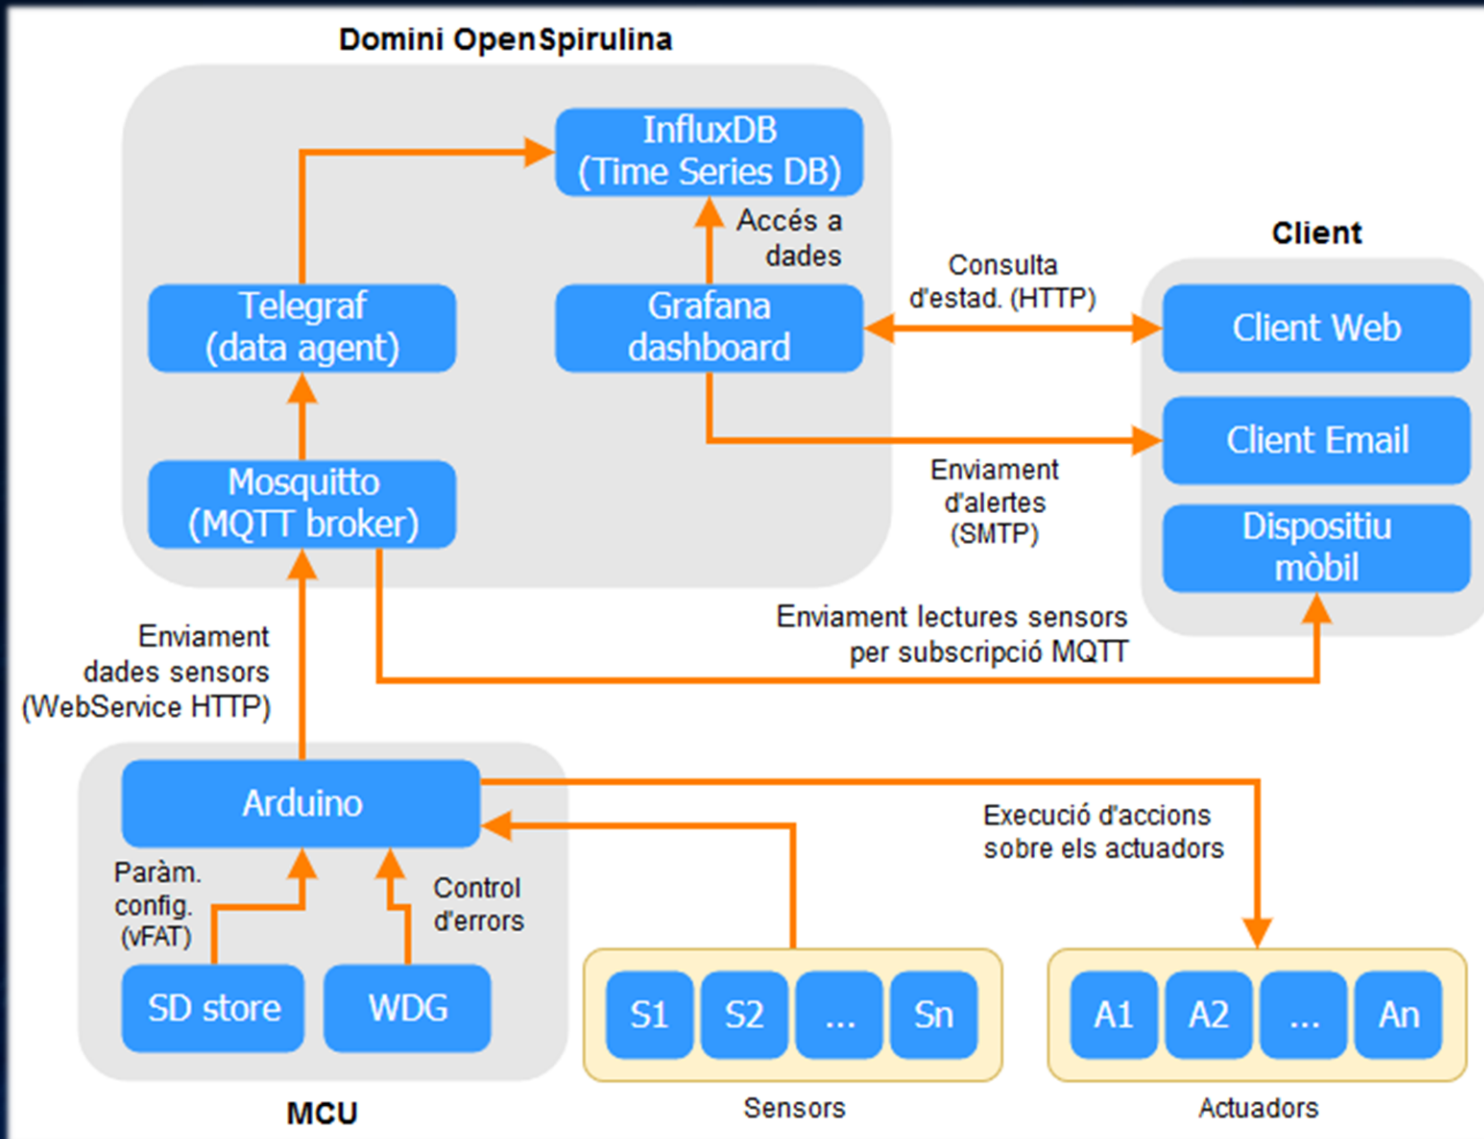 Domini OpenSpirulina
InfluxDB
(Time Series DB)
Accés a
dades
Telegraf
(data agent)
Grafana
dashboard
Mosquitto
(MQTT broker)
Consulta
d'estad. (HTTP)
Enviament
d'alertes
(SMTP)
Client
Client Web
Client Email
Dispositiu
mòbil
Enviament lectures sensors
per subscripció MQTT
Enviament
dades sensors
(WebService HTTP)
Arduino
Paràm.
config.
(vFAT)
Control
d'errors
SD store
WDG
MCU
Execució d'accions
sobre els actuadors
S1
S2
...
Sn
Sensors
A1
A2
...
An
Actuadors